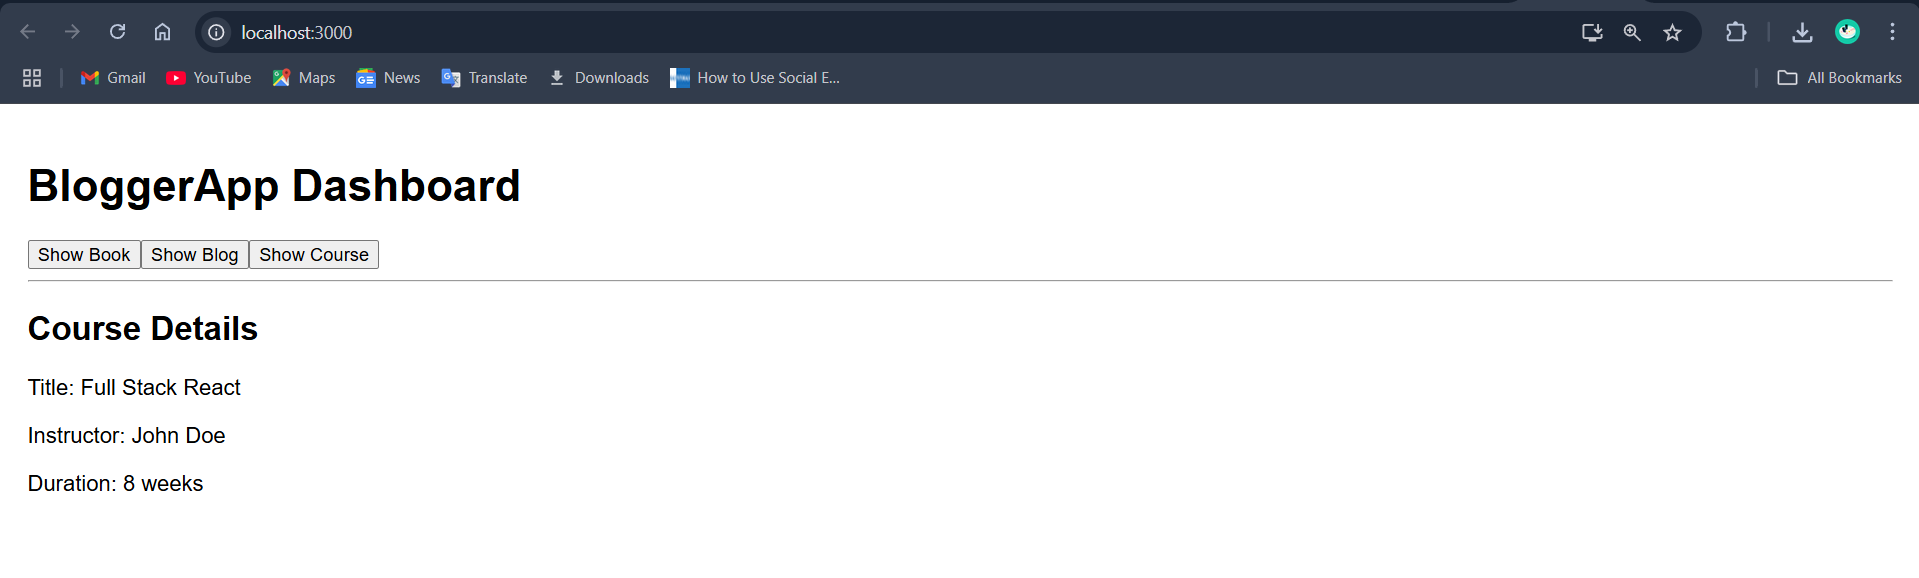 localhost:3000
Gmail YouTube Maps News Translate Downloads How to Use Social E... All Bookmarks
BloggerApp Dashboard
Show Book Show Blog Show Course
Course Details
Title: Full Stack React
Instructor: John Doe
Duration: 8 weeks